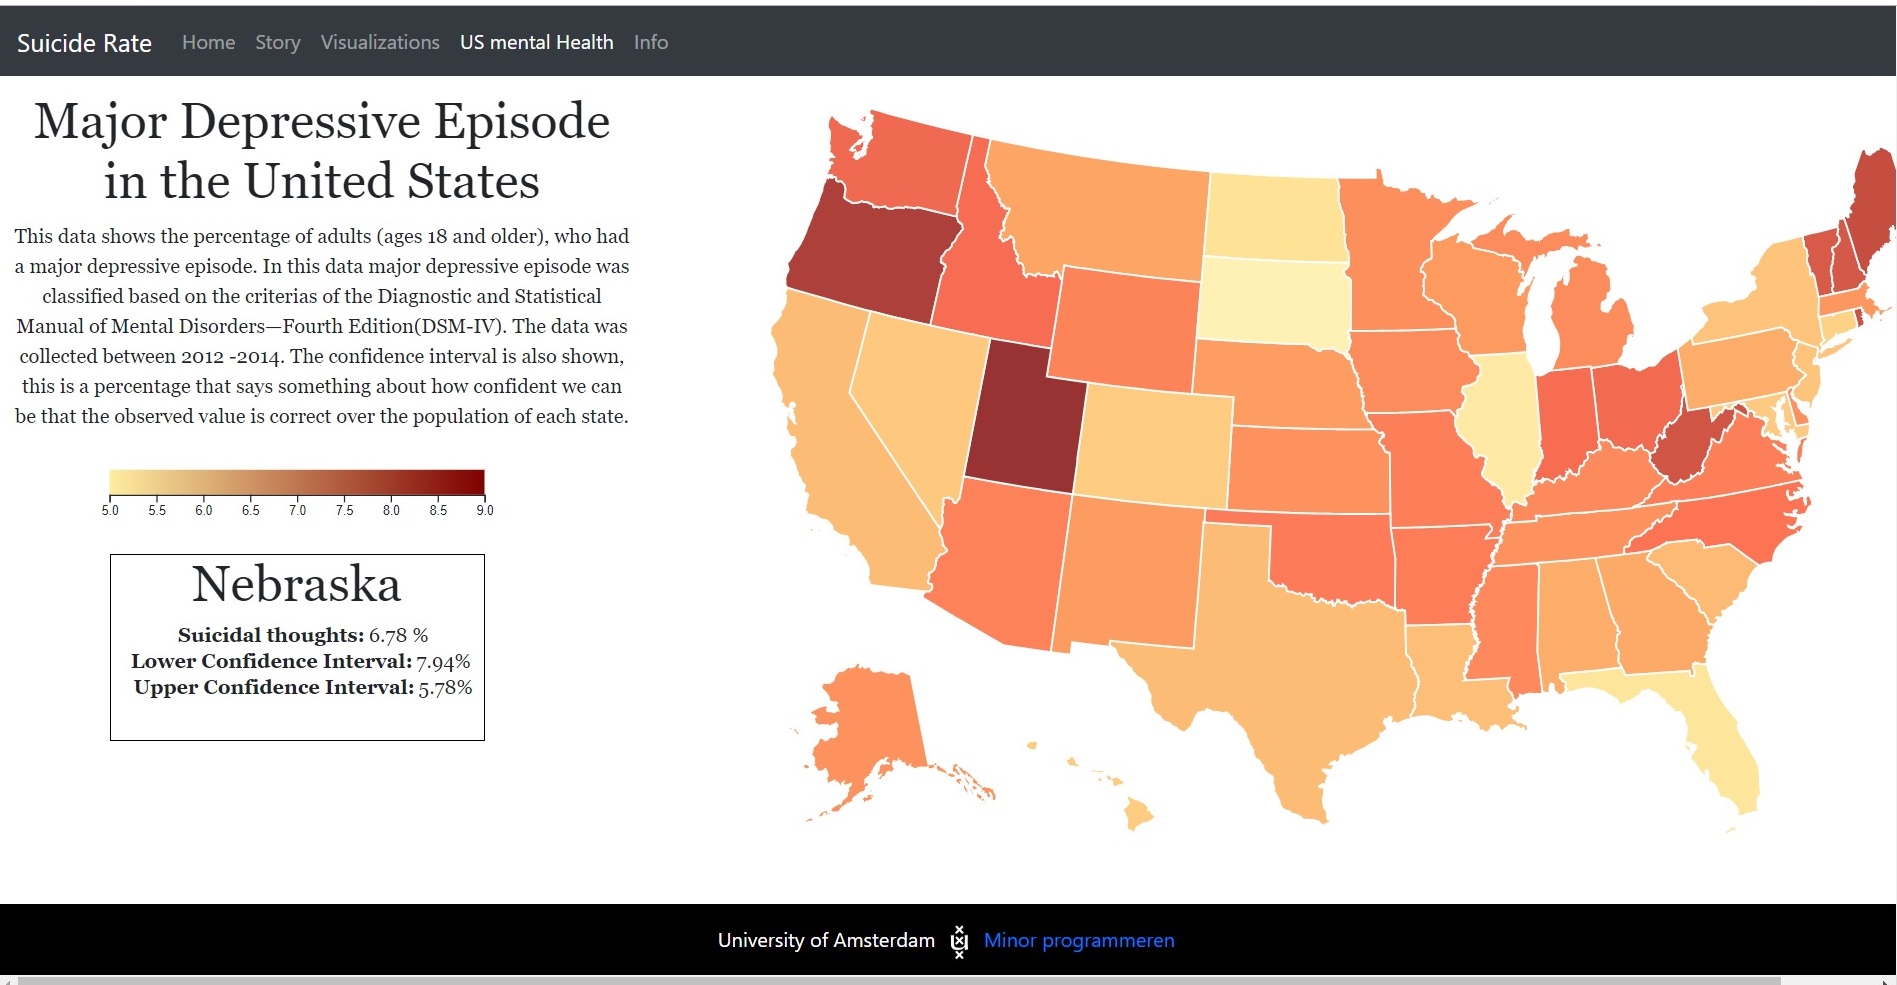 Suicide Rate Home Story Visualizations US mental Health Info
Major Depressive Episode
in the United States
This data shows the percentage of adults (ages 18 and older), who had
a major depressive episode. In this data major depressive episode was
classified based on the criterias of the Diagnostic and Statistical
Manual of Mental Disorders—Fourth Edition(DSM-IV). The data was
collected between 2012 -2014. The confidence interval is also shown,
this is a percentage that says something about how confident we can
be that the observed value is correct over the population of each state.
5.0 5.5 6.0 6.5 7.0 7.5 8.0 8.5 9.0
Nebraska
Suicidal thoughts: 6.78 %
Lower Confidence Interval: 7.94%
Upper Confidence Interval: 5.78%
University of Amsterdam Minor programmeren